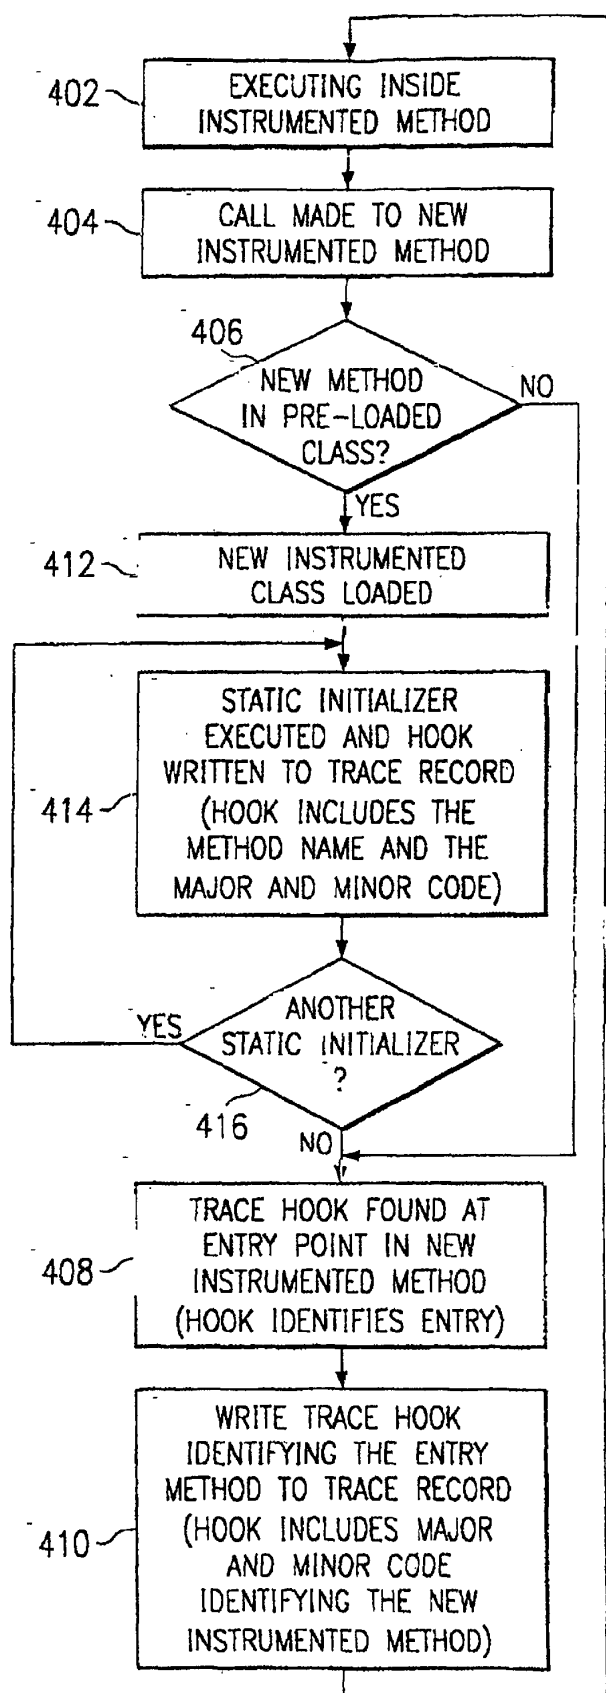 402
EXECUTING INSIDE
INSTRUMENTED METHOD
404
CALL MADE TO NEW
INSTRUMENTED METHOD
406
NEW METHOD
IN PRE-LOADED
CLASS?
NO
YES
412
NEW INSTRUMENTED
CLASS LOADED
414
STATIC INITIALIZER
EXECUTED AND HOOK
WRITTEN TO TRACE RECORD
(HOOK INCLUDES THE
METHOD NAME AND THE
MAJOR AND MINOR CODE)
YES
ANOTHER
STATIC INITIALIZER
?
416
NO
408
TRACE HOOK FOUND AT
ENTRY POINT IN NEW
INSTRUMENTED METHOD
(HOOK IDENTIFIES ENTRY)
410
WRITE TRACE HOOK
IDENTIFYING THE ENTRY
METHOD TO TRACE RECORD
(HOOK INCLUDES MAJOR
AND MINOR CODE
IDENTIFYING THE NEW
INSTRUMENTED METHOD)